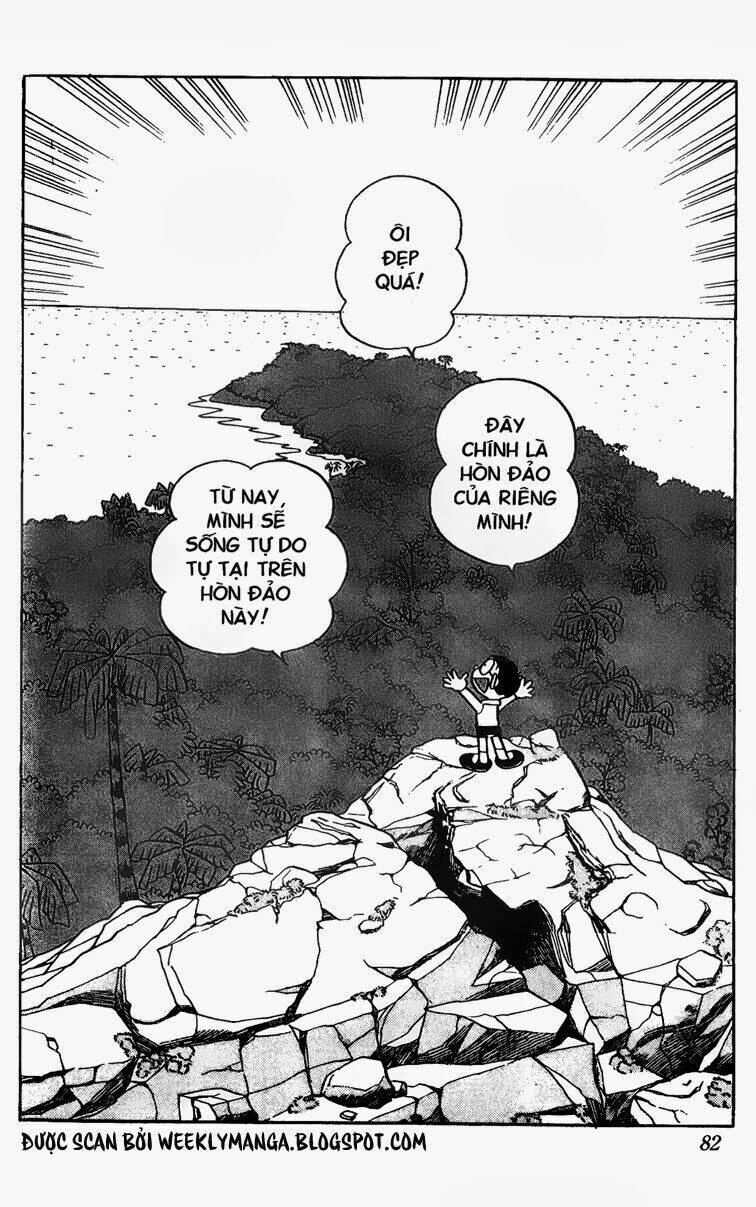 ÔI
ĐẸP
QUÁ!
ĐÂY
CHÍNH LÀ
HÒN ĐẢO
CỦA RIÊNG
MÌNH!
TỪ NAY,
MÌNH SẼ
SỐNG TỰ DO
TỰ TẠI TRÊN
HÒN ĐẢO
NÀY!
ĐƯỢC SCAN BỞI WEEKLYMANGA.BLOGSPOT.COM
82